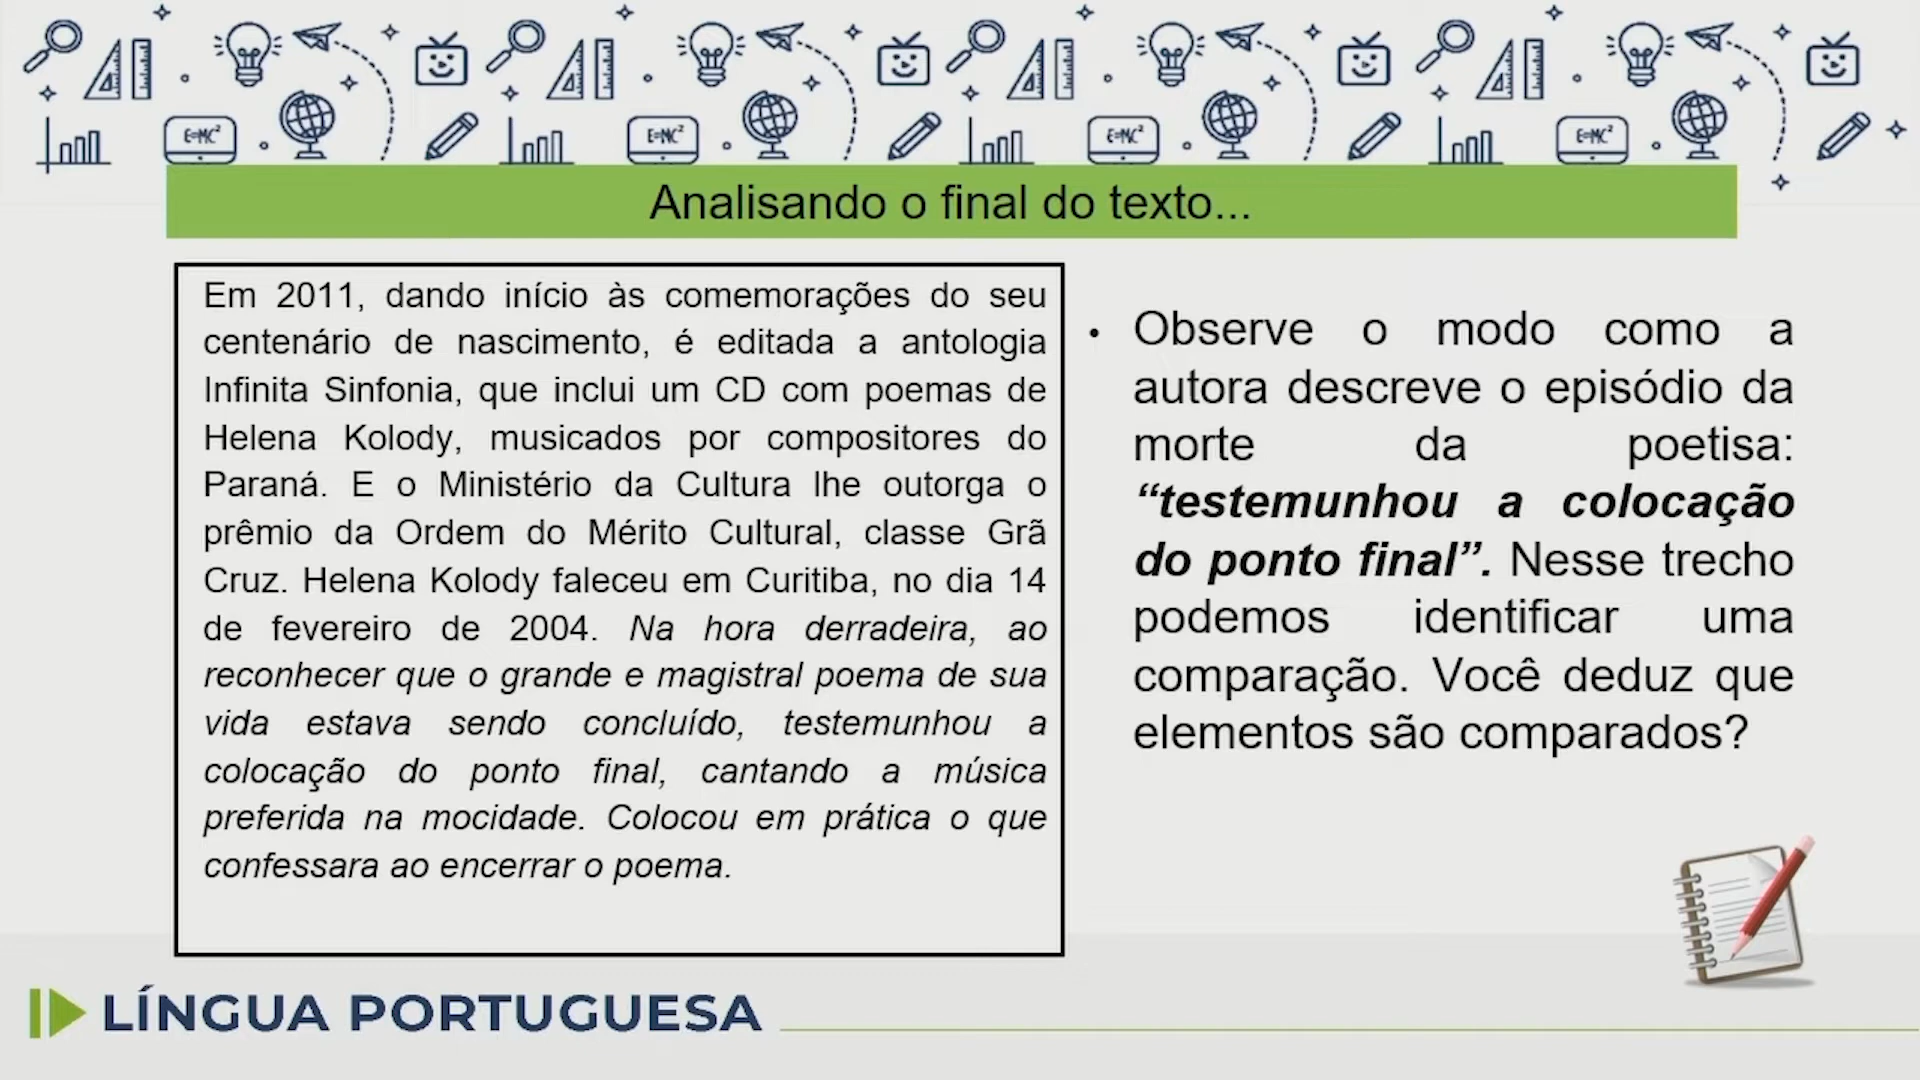 E=MC²
E=MC²
E=MC²
E=MC²
Analisando o final do texto...
Em 2011, dando início às comemorações do seu
centenário de nascimento, é editada a antologia
Infinita Sinfonia, que inclui um CD com poemas de
Helena Kolody, musicados por compositores do
Paraná. E o Ministério da Cultura lhe outorga o
prêmio da Ordem do Mérito Cultural, classe Grã
Cruz. Helena Kolody faleceu em Curitiba, no dia 14
de fevereiro de 2004. Na hora derradeira, ao
reconhecer que o grande e magistral poema de sua
vida estava sendo concluído, testemunhou a
colocação do ponto final, cantando a música
preferida na mocidade. Colocou em prática o que
confessara ao encerrar o poema.
• Observe o modo como a
autora descreve o episódio da
morte da poetisa:
“testemunhou a colocação
do ponto final”. Nesse trecho
podemos identificar uma
comparação. Você deduz que
elementos são comparados?
LÍNGUA PORTUGUESA